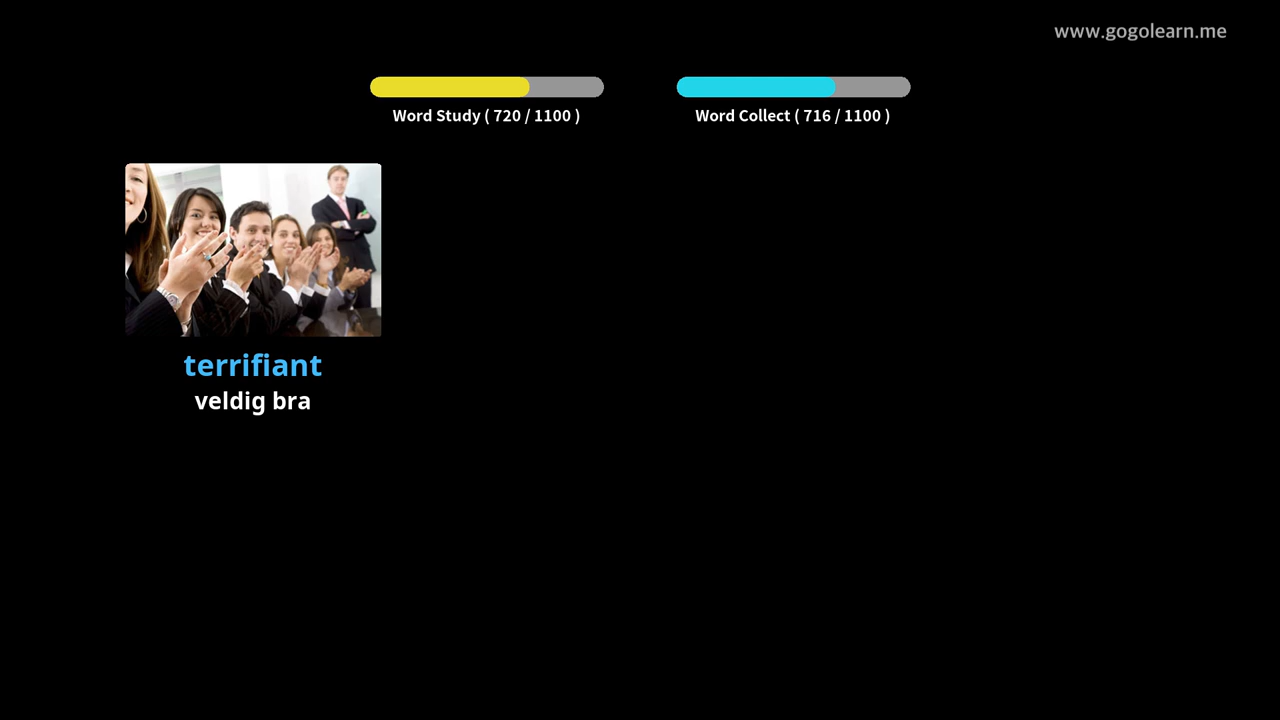 www.gogolearn.me
Word Study ( 720 / 1100 )
Word Collect ( 716 / 1100 )
terrifiant
veldig bra